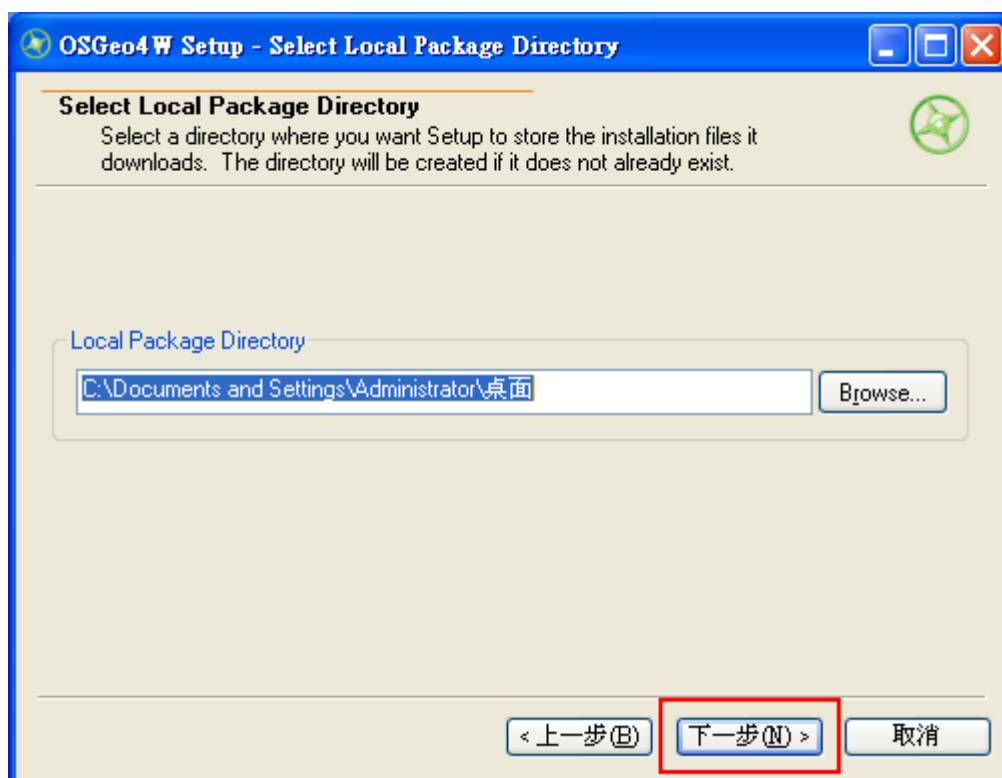 OSGeo4W Setup - Select Local Package Directory
Select Local Package Directory
Select a directory where you want Setup to store the installation files it
downloads. The directory will be created if it does not already exist.
Local Package Directory
C:\Documents and Settings\Administrator\桌面
Browse...
< 上一步(B)
下一步(N) >
取消